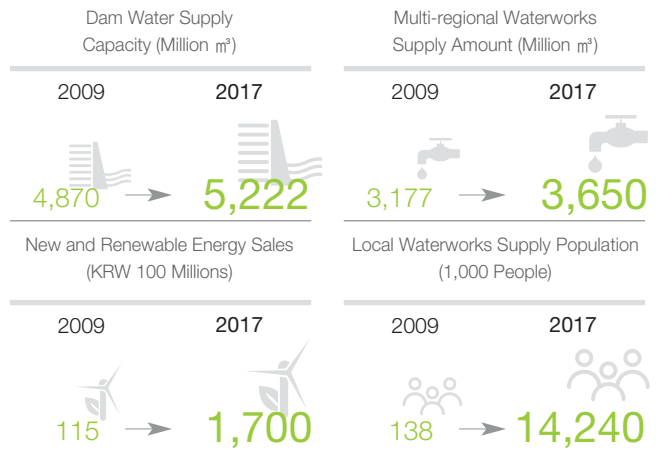 Dam Water Supply
Capacity (Million ㎥)
2009 2017
4,870 5,222
Multi-regional Waterworks
Supply Amount (Million ㎥)
2009 2017
3,177 3,650
New and Renewable Energy Sales
(KRW 100 Millions)
2009 2017
115 1,700
Local Waterworks Supply Population
(1,000 People)
2009 2017
138 14,240